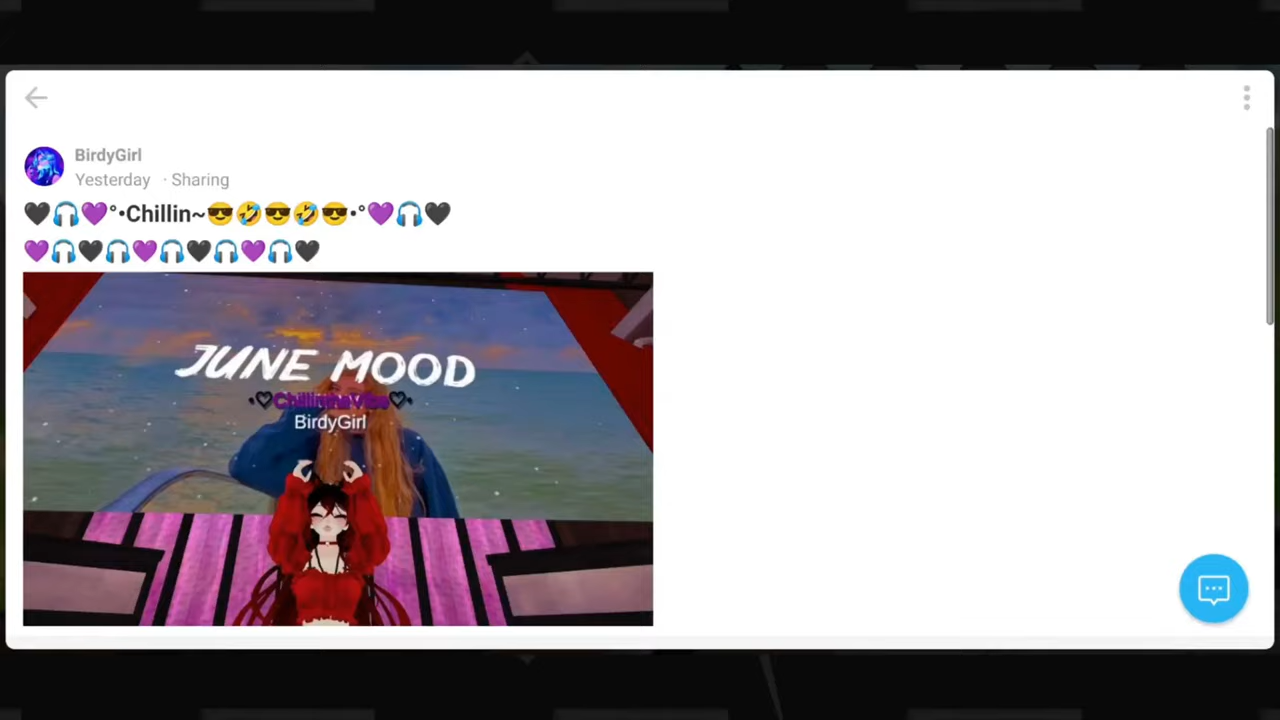 BirdyGirl
Yesterday · Sharing
🖤🎧💜°•Chillin~😎🤣😎🤣😎•°💜🎧🖤
💜🎧🖤🎧💜🎧🖤🎧💜🎧🖤
JUNE MOOD
BirdyGirl